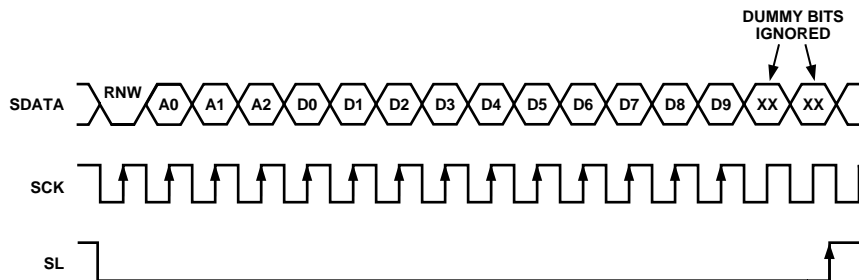 DUMMY BITS
IGNORED
SDATA RNW A0 A1 A2 D0 D1 D2 D3 D4 D5 D6 D7 D8 D9 XX XX
SCK
SL